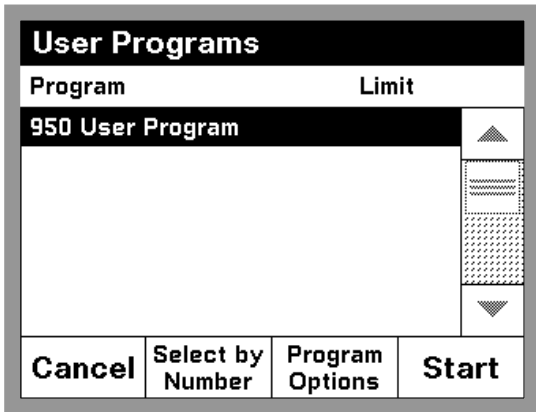 User Programs
Program Limit
950 User Program
Cancel Select by Number Program Options Start